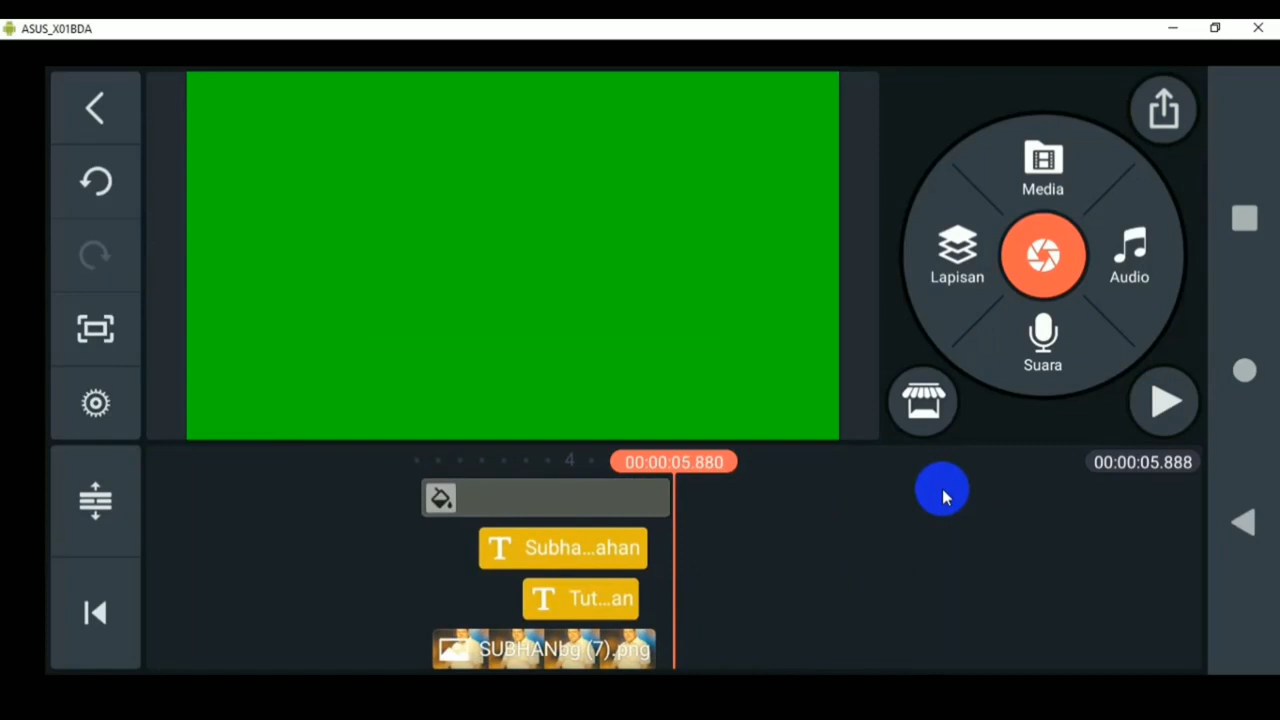 ASUS_X01BDA
Media
Lapisan
Audio
Suara
4
00:00:05.880
00:00:05.888
Subha...ahan
Tut...an
SUBHANbg (7).png